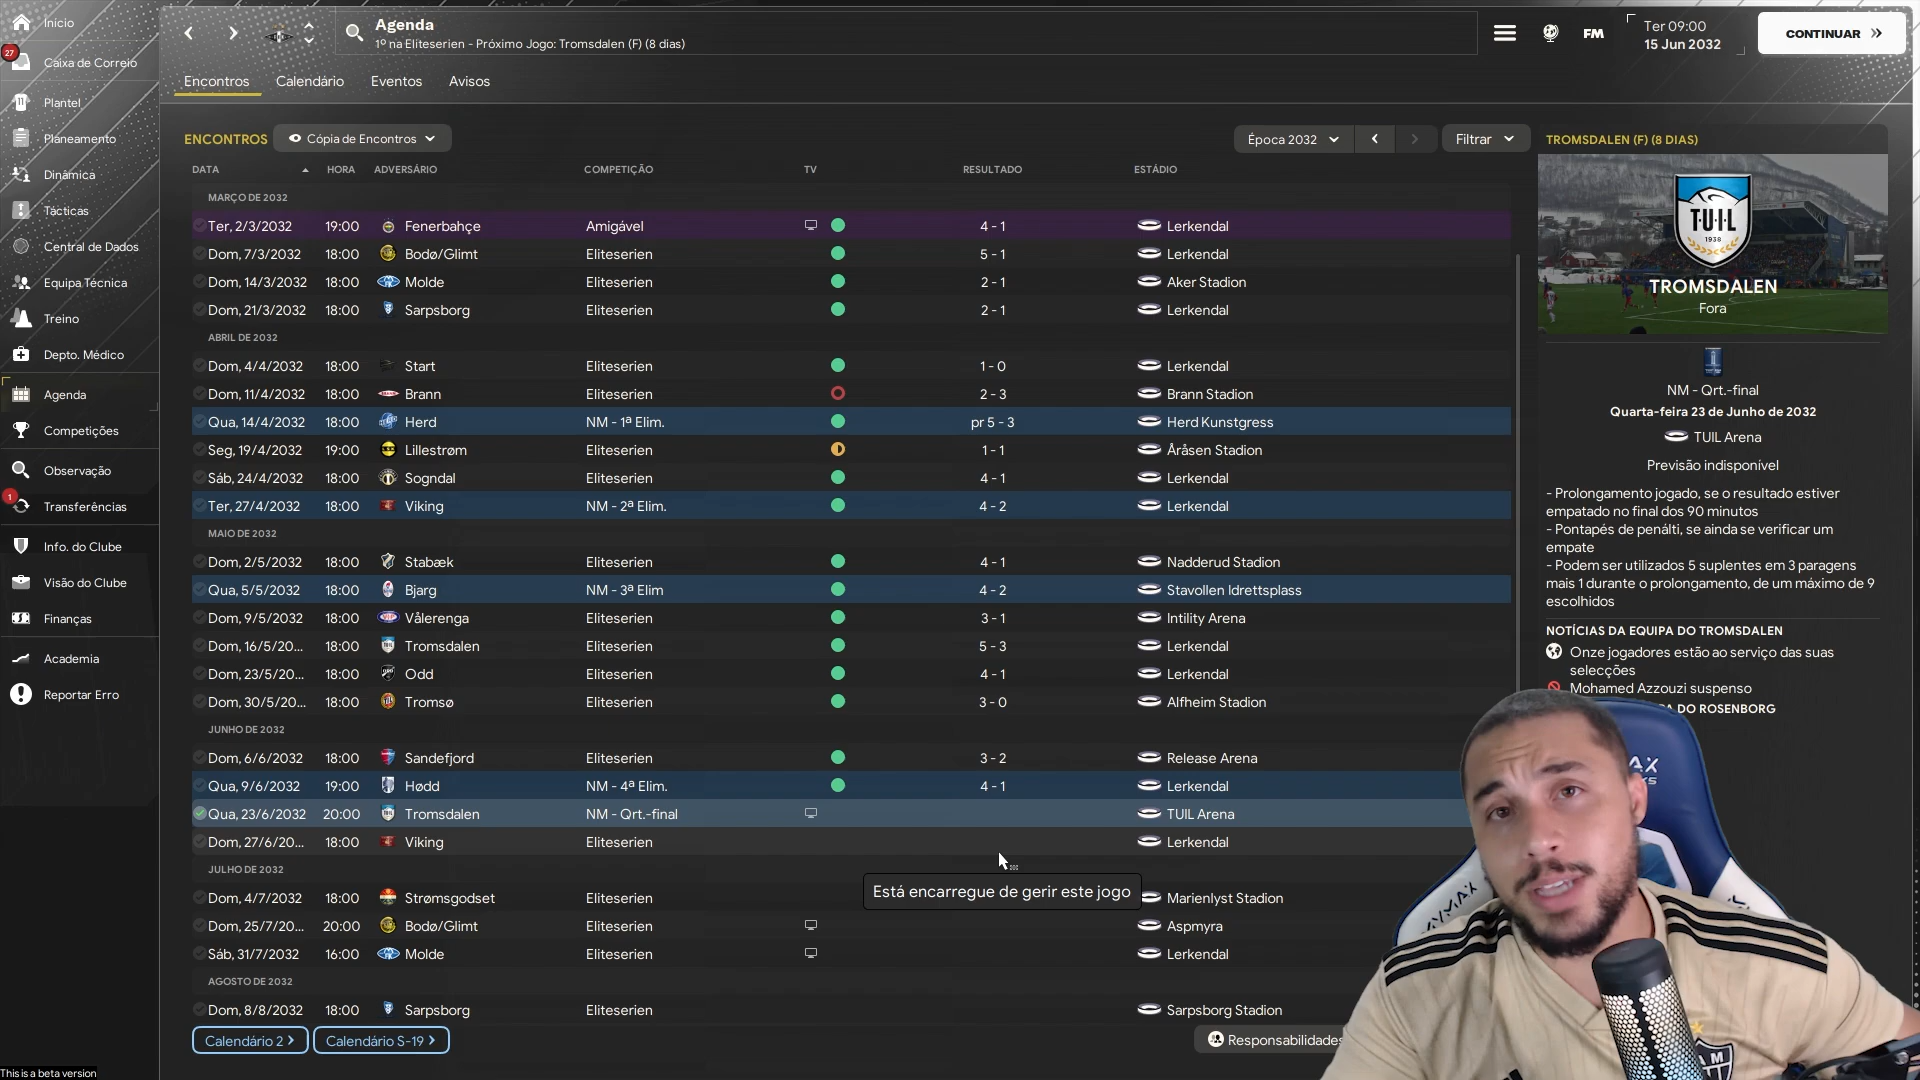 Início
27
Caixa de Correio
Plantel
Planeamento
Dinâmica
Tácticas
Central de Dados
Equipa Técnica
Treino
Depto. Médico
Agenda
Competições
Observação
1
Transferências
Info. do Clube
Visão do Clube
Finanças
Academia
Reportar Erro
This is a beta version
Agenda
1º na Eliteserien - Próximo Jogo: Tromsdalen (F) (8 dias)
FM
Ter 09:00
15 Jun 2032
CONTINUAR
Encontros Calendário Eventos Avisos
ENCONTROS Cópia de Encontros Época 2032 Filtrar
DATA HORA ADVERSÁRIO COMPETIÇÃO TV RESULTADO ESTÁDIO
MARÇO DE 2032
Ter, 2/3/2032 19:00 Fenerbahçe Amigável 4 - 1 Lerkendal
Dom, 7/3/2032 18:00 Bodø/Glimt Eliteserien 5 - 1 Lerkendal
Dom, 14/3/2032 18:00 Molde Eliteserien 2 - 1 Aker Stadion
Dom, 21/3/2032 18:00 Sarpsborg Eliteserien 2 - 1 Lerkendal
ABRIL DE 2032
Dom, 4/4/2032 18:00 Start Eliteserien 1 - 0 Lerkendal
Dom, 11/4/2032 18:00 Brann Eliteserien 2 - 3 Brann Stadion
Qua, 14/4/2032 18:00 Herd NM - 1ª Elim. pr 5 - 3 Herd Kunstgress
Seg, 19/4/2032 19:00 Lillestrøm Eliteserien 1 - 1 Åråsen Stadion
Sáb, 24/4/2032 18:00 Sogndal Eliteserien 4 - 1 Lerkendal
Ter, 27/4/2032 18:00 Viking NM - 2ª Elim. 4 - 2 Lerkendal
MAIO DE 2032
Dom, 2/5/2032 18:00 Stabæk Eliteserien 4 - 1 Nadderud Stadion
Qua, 5/5/2032 18:00 Bjarg NM - 3ª Elim 4 - 2 Stavollen Idrettsplass
Dom, 9/5/2032 18:00 Vålerenga Eliteserien 3 - 1 Intility Arena
Dom, 16/5/20... 18:00 Tromsdalen Eliteserien 5 - 3 Lerkendal
Dom, 23/5/20... 18:00 Odd Eliteserien 4 - 1 Lerkendal
Dom, 30/5/20... 18:00 Tromsø Eliteserien 3 - 0 Alfheim Stadion
JUNHO DE 2032
Dom, 6/6/2032 18:00 Sandefjord Eliteserien 3 - 2 Release Arena
Qua, 9/6/2032 19:00 Hødd NM - 4ª Elim. 4 - 1 Lerkendal
Qua, 23/6/2032 20:00 Tromsdalen NM - Qrt.-final TUIL Arena
Dom, 27/6/20... 18:00 Viking Eliteserien Lerkendal
JULHO DE 2032
Está encarregue de gerir este jogo
Dom, 4/7/2032 18:00 Strømsgodset Eliteserien Marienlyst Stadion
Dom, 25/7/20... 20:00 Bodø/Glimt Eliteserien Aspmyra
Sáb, 31/7/2032 16:00 Molde Eliteserien Lerkendal
AGOSTO DE 2032
Dom, 8/8/2032 18:00 Sarpsborg Eliteserien Sarpsborg Stadion
Calendário 2 Calendário S-19 Responsabilidades
TROMSDALEN (F) (8 DIAS)
T.U.I.L
1938
TROMSDALEN
Fora
NM - Qrt.-final
Quarta-feira 23 de Junho de 2032
TUIL Arena
Previsão indisponível
- Prolongamento jogado, se o resultado estiver
empatado no final dos 90 minutos
- Pontapés de penálti, se ainda se verificar um
empate
- Podem ser utilizados 5 suplentes em 3 paragens
mais 1 durante o prolongamento, de um máximo de 9
escolhidos
NOTÍCIAS DA EQUIPA DO TROMSDALEN
Onze jogadores estão ao serviço das suas
selecções
Mohamed Azzouzi suspenso
DO ROSENBORG